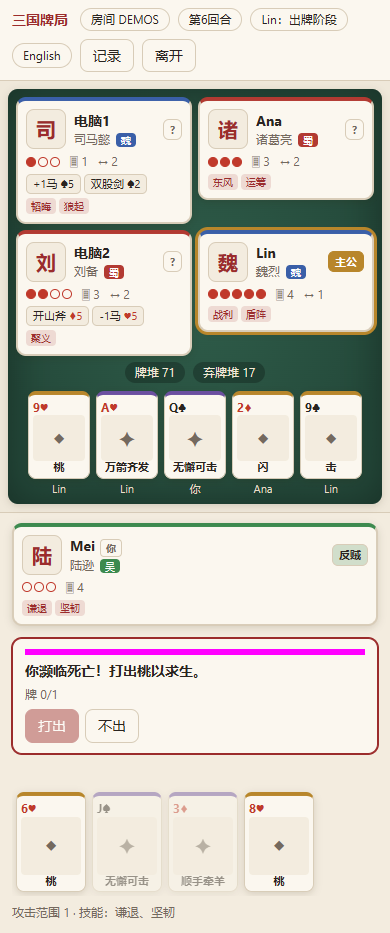 三国牌局 房间 DEMOS 第6回合 Lin：出牌阶段
English 记录 离开
司 电脑1 ?
司马懿 魏
1 ↔ 2
+1马 ♠5 双股剑 ♠2
韬晦 狼起
诸 Ana ?
诸葛亮 蜀
3 ↔ 2
东风 运筹
刘 电脑2 ?
刘备 蜀
3 ↔ 2
开山斧 ♦5 -1马 ♥5
聚义
魏 Lin 主公
魏烈 魏
4 ↔ 1
战利 盾阵
牌堆 71 弃牌堆 17
9♥ A♥ Q♣ 2♦ 9♣
桃 万箭齐发 无懈可击 闪 击
Lin Lin 你 Ana Lin
陆 Mei 你 反贼
陆逊 吴
4
谦退 坚韧
你濒临死亡！打出桃以求生。
牌 0/1
打出 不出
6♥ J♠ 3♦ 8♥
桃 无懈可击 顺手牵羊 桃
攻击范围 1 · 技能：谦退、坚韧